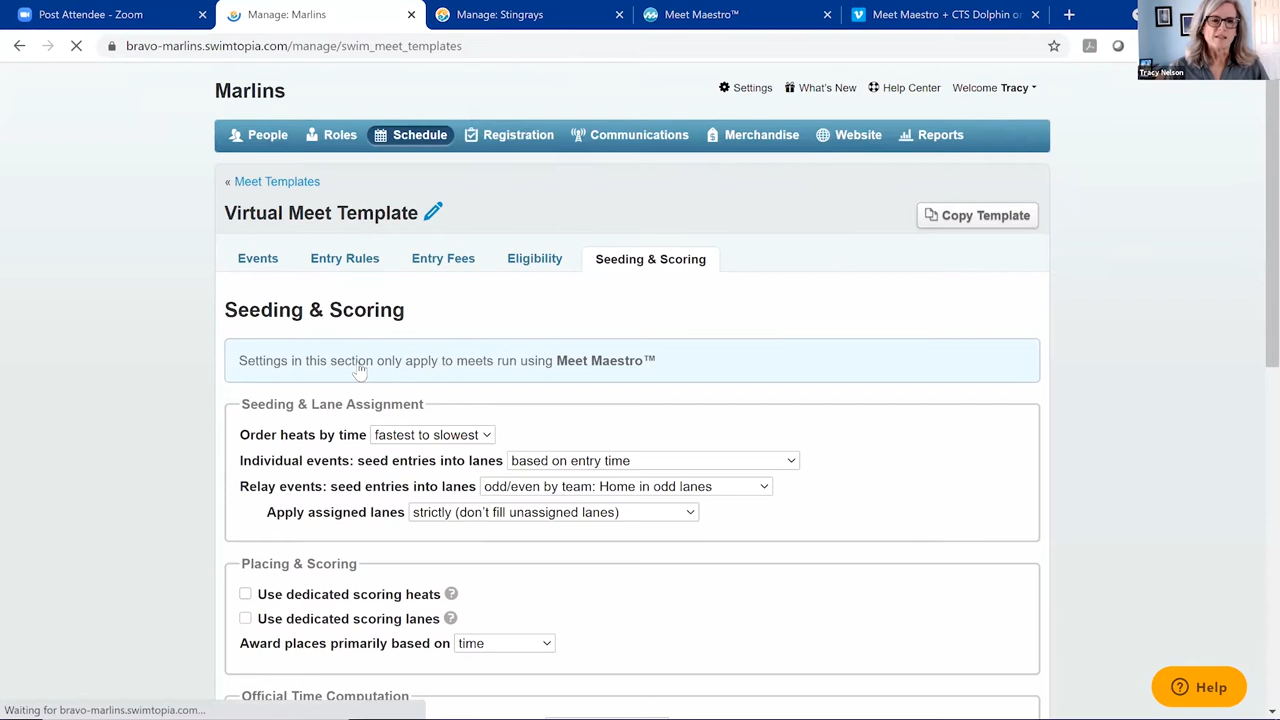 Post Attendee - Zoom
Manage: Marlins
Manage: Stingrays
Meet Maestro™
Meet Maestro + CTS Dolphin o
bravo-marlins.swimtopia.com/manage/swim_meet_templates
Tracy Nelson
Marlins
Settings
What's New
Help Center
Welcome Tracy
People
Roles
Schedule
Registration
Communications
Merchandise
Website
Reports
« Meet Templates
Virtual Meet Template
Copy Template
Events
Entry Rules
Entry Fees
Eligibility
Seeding & Scoring
Seeding & Scoring
Settings in this section only apply to meets run using Meet Maestro™
Seeding & Lane Assignment
Order heats by time fastest to slowest
Individual events: seed entries into lanes based on entry time
Relay events: seed entries into lanes odd/even by team: Home in odd lanes
Apply assigned lanes strictly (don't fill unassigned lanes)
Placing & Scoring
Use dedicated scoring heats ?
Use dedicated scoring lanes ?
Award places primarily based on time
Official Time Computation
Help
Waiting for bravo-marlins.swimtopia.com...